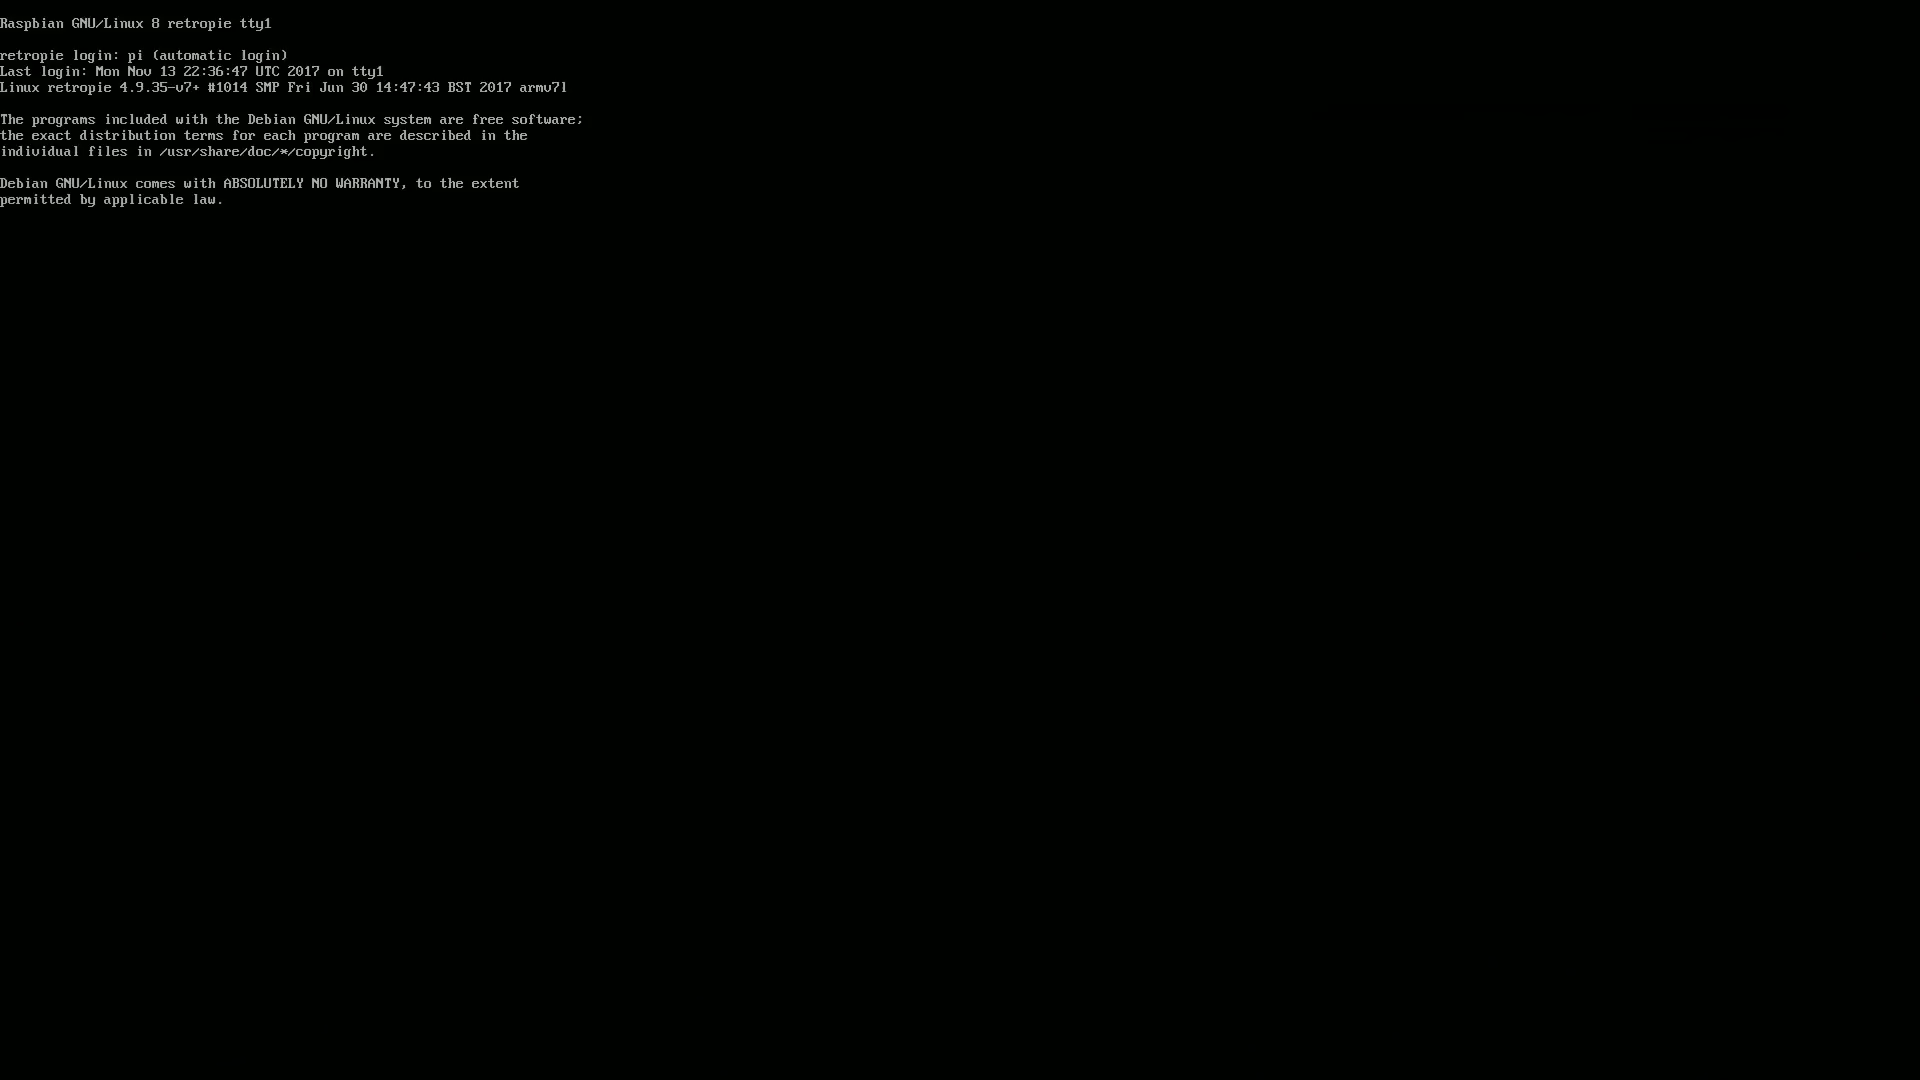 Raspbian GNU/Linux 8 retropie tty1
retropie login: pi (automatic login)
Last login: Mon Nov 13 22:36:47 UTC 2017 on tty1
Linux retropie 4.9.35-v7+ #1014 SMP Fri Jun 30 14:47:43 BST 2017 armv7l
The programs included with the Debian GNU/Linux system are free software;
the exact distribution terms for each program are described in the
individual files in /usr/share/doc/*/copyright.
Debian GNU/Linux comes with ABSOLUTELY NO WARRANTY, to the extent
permitted by applicable law.